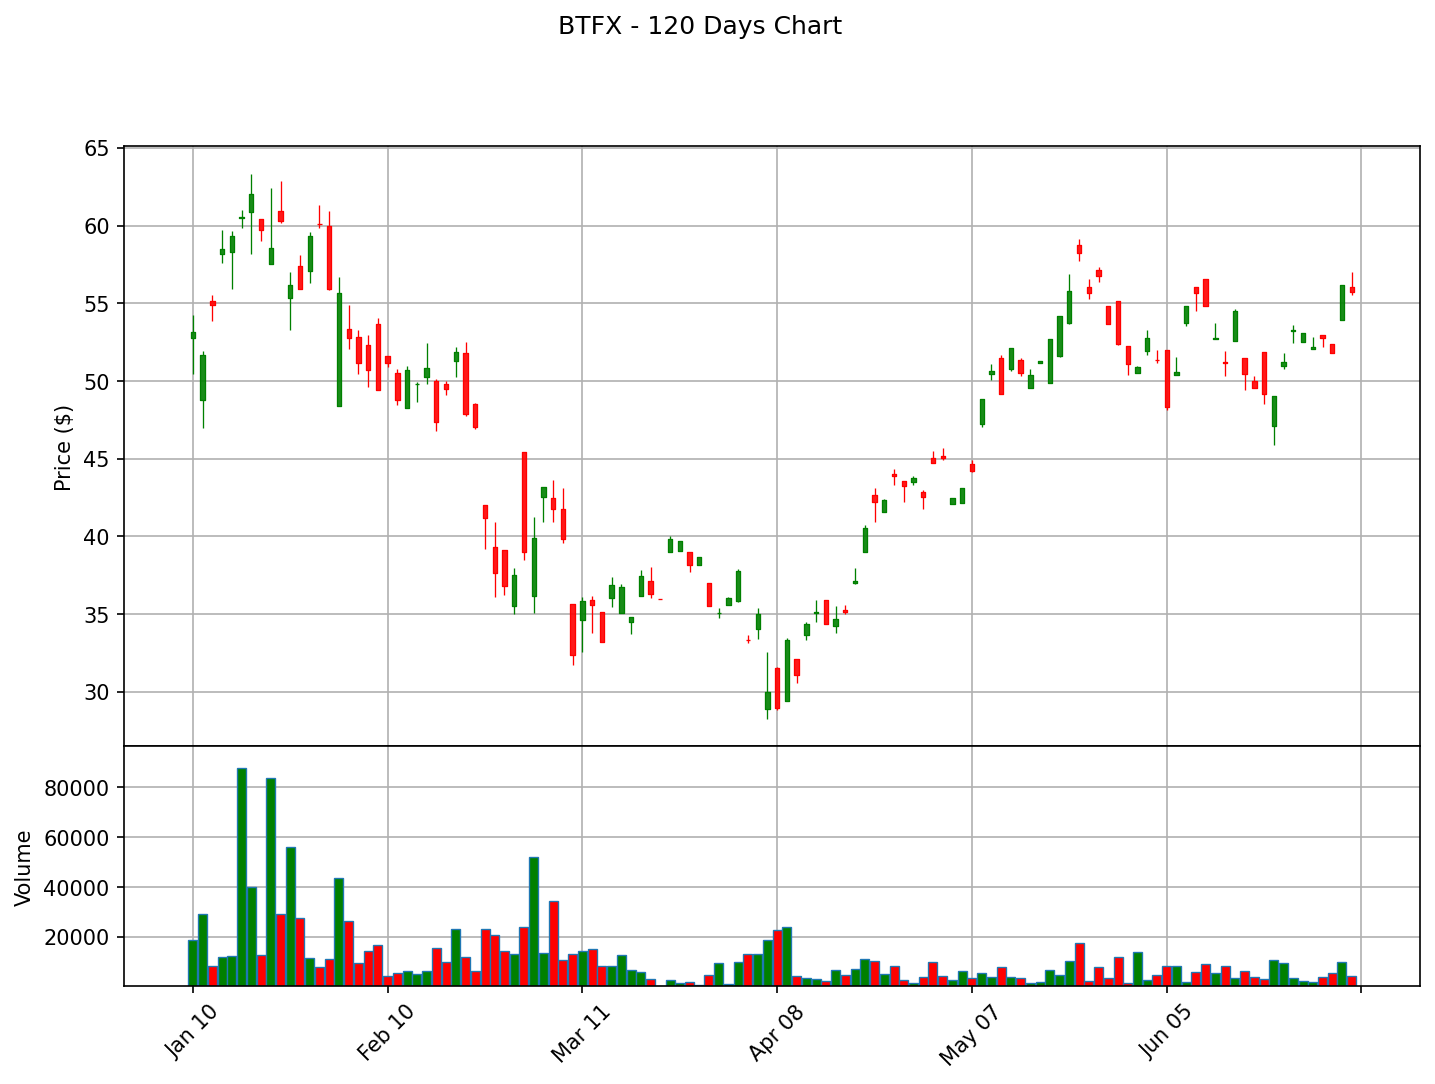 BTFX - 120 Days Chart
65
60
55
50
45
40
35
30
Price ($)
80000
60000
40000
20000
Volume
Jan 10
Feb 10
Mar 11
Apr 08
May 07
Jun 05